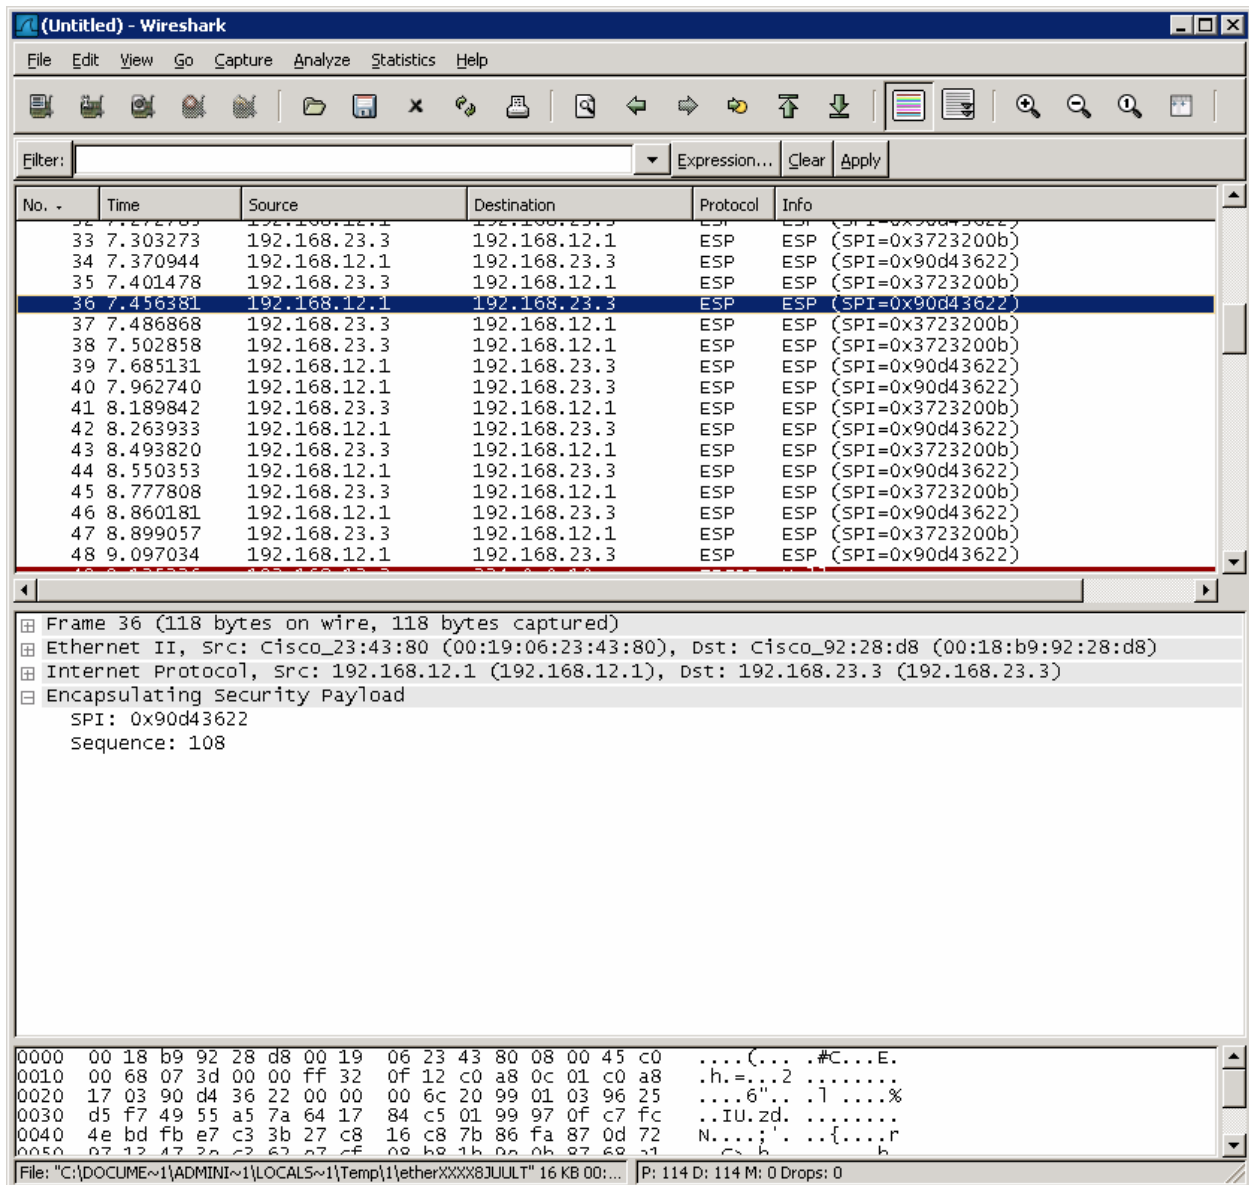 (Untitled) - Wireshark
File Edit View Go Capture Analyze Statistics Help
Filter: Expression... Clear Apply
No. - Time Source Destination Protocol Info
33 7.303273 192.168.23.3 192.168.12.1 ESP ESP (SPI=0x3723200b)
34 7.370944 192.168.12.1 192.168.23.3 ESP ESP (SPI=0x90d43622)
35 7.401478 192.168.23.3 192.168.12.1 ESP ESP (SPI=0x3723200b)
36 7.456381 192.168.12.1 192.168.23.3 ESP ESP (SPI=0x90d43622)
37 7.486868 192.168.23.3 192.168.12.1 ESP ESP (SPI=0x3723200b)
38 7.502858 192.168.23.3 192.168.12.1 ESP ESP (SPI=0x3723200b)
39 7.685131 192.168.12.1 192.168.23.3 ESP ESP (SPI=0x90d43622)
40 7.962740 192.168.12.1 192.168.23.3 ESP ESP (SPI=0x90d43622)
41 8.189842 192.168.23.3 192.168.12.1 ESP ESP (SPI=0x3723200b)
42 8.263933 192.168.12.1 192.168.23.3 ESP ESP (SPI=0x90d43622)
43 8.493820 192.168.23.3 192.168.12.1 ESP ESP (SPI=0x3723200b)
44 8.550353 192.168.12.1 192.168.23.3 ESP ESP (SPI=0x90d43622)
45 8.777808 192.168.23.3 192.168.12.1 ESP ESP (SPI=0x3723200b)
46 8.860181 192.168.12.1 192.168.23.3 ESP ESP (SPI=0x90d43622)
47 8.899057 192.168.23.3 192.168.12.1 ESP ESP (SPI=0x3723200b)
48 9.097034 192.168.12.1 192.168.23.3 ESP ESP (SPI=0x90d43622)
Frame 36 (118 bytes on wire, 118 bytes captured)
Ethernet II, Src: Cisco_23:43:80 (00:19:06:23:43:80), Dst: Cisco_92:28:d8 (00:18:b9:92:28:d8)
Internet Protocol, Src: 192.168.12.1 (192.168.12.1), Dst: 192.168.23.3 (192.168.23.3)
Encapsulating Security Payload
SPI: 0x90d43622
Sequence: 108
0000 00 18 b9 92 28 d8 00 19 06 23 43 80 08 00 45 c0 ....(... .#C...E.
0010 00 68 07 3d 00 00 ff 32 0f 12 c0 a8 0c 01 c0 a8 .h.=...2 ........
0020 17 03 90 d4 36 22 00 00 00 6c 20 99 01 03 96 25 ....6".. .l ....%
0030 d5 f7 49 55 a5 7a 64 17 84 c5 01 99 97 0f c7 fc ..IU.zd. ........
0040 4e bd fb e7 c3 3b 27 c8 16 c8 7b 86 fa 87 0d 72 N....;'. ..{....r
File: "C:\DOCUME~1\ADMINI~1\LOCALS~1\Temp\1\etherXXXX8JUULT" 16 KB 00:... P: 114 D: 114 M: 0 Drops: 0